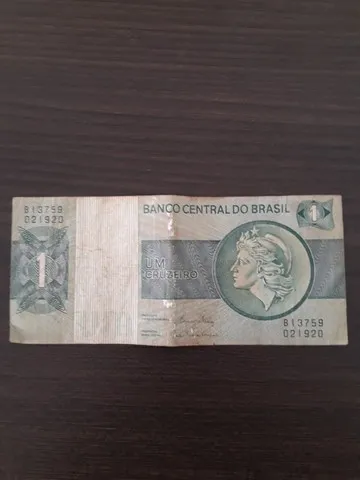 B13759
021920
1
BANCO CENTRAL DO BRASIL
1
UM
CRUZEIRO
B13759
021920